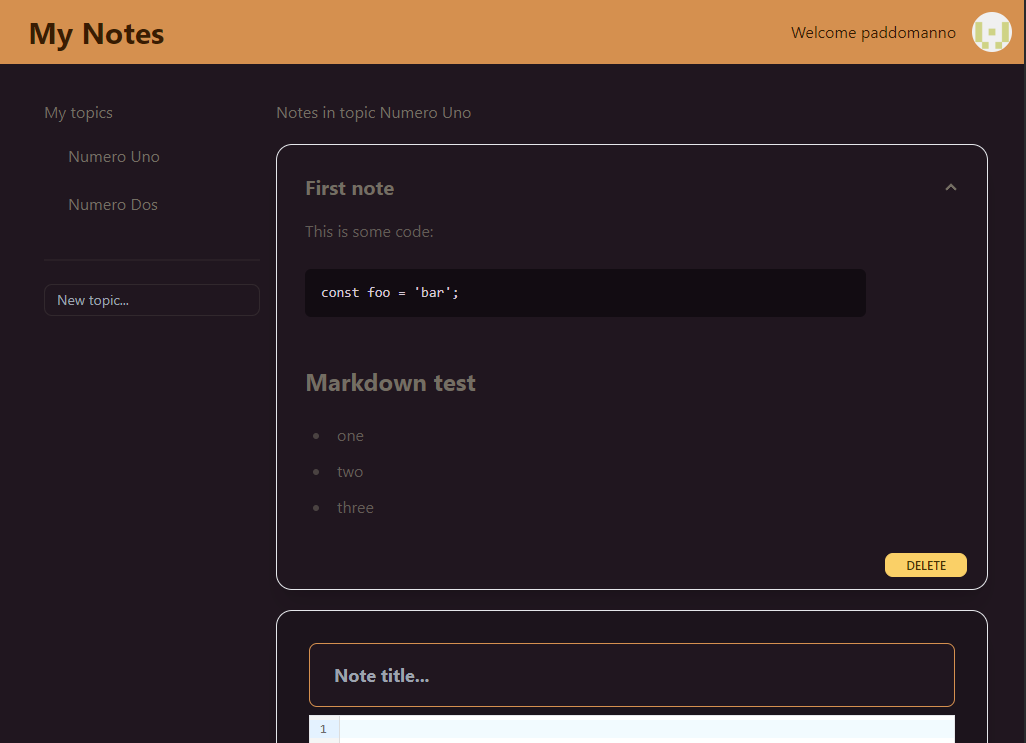 My Notes
Welcome paddomanno
My topics
Numero Uno
Numero Dos
New topic...
Notes in topic Numero Uno
First note
This is some code:
const foo = 'bar';
Markdown test
one
two
three
DELETE
Note title...
1